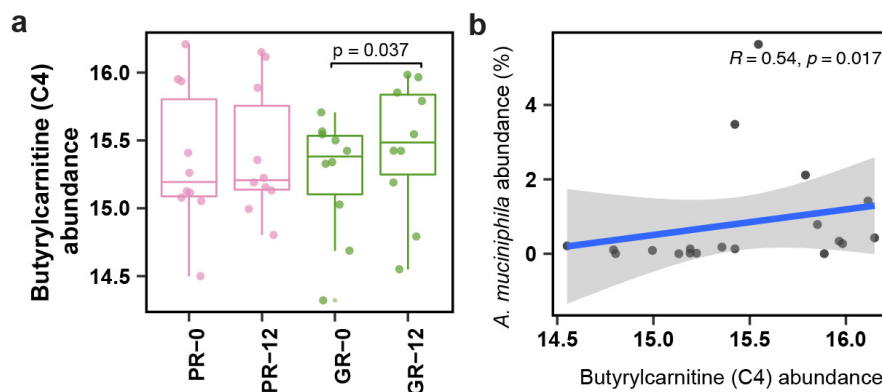 a
Butyrylcarnitine (C4)
abundance
16.0
15.5
15.0
14.5
p = 0.037
PR−0
PR−12
GR−0
GR−12
b
A. muciniphila abundance (%)
4
2
0
R = 0.54, p = 0.017
14.5 15.0 15.5 16.0
Butyrylcarnitine (C4) abundance